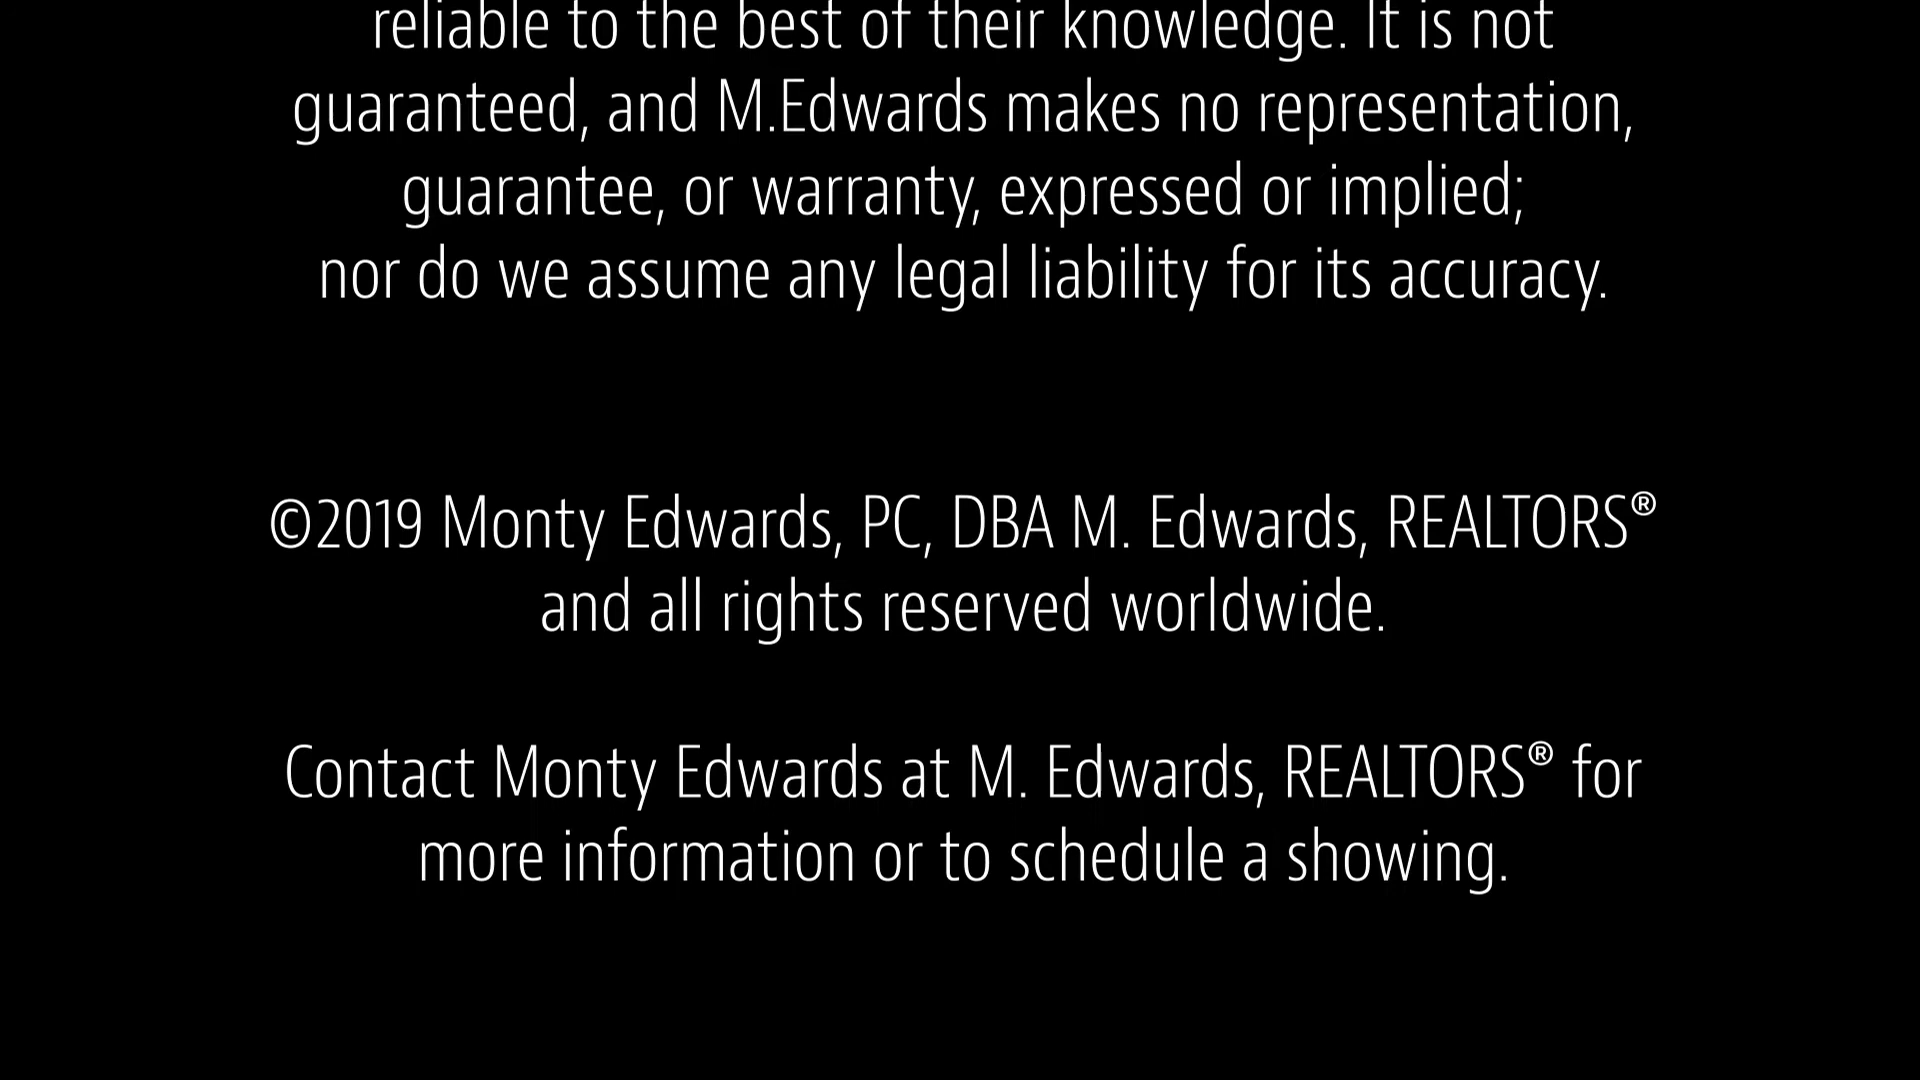 reliable to the best of their knowledge. It is not
guaranteed, and M.Edwards makes no representation,
guarantee, or warranty, expressed or implied;
nor do we assume any legal liability for its accuracy.
©2019 Monty Edwards, PC, DBA M. Edwards, REALTORS®
and all rights reserved worldwide.
Contact Monty Edwards at M. Edwards, REALTORS® for
more information or to schedule a showing.